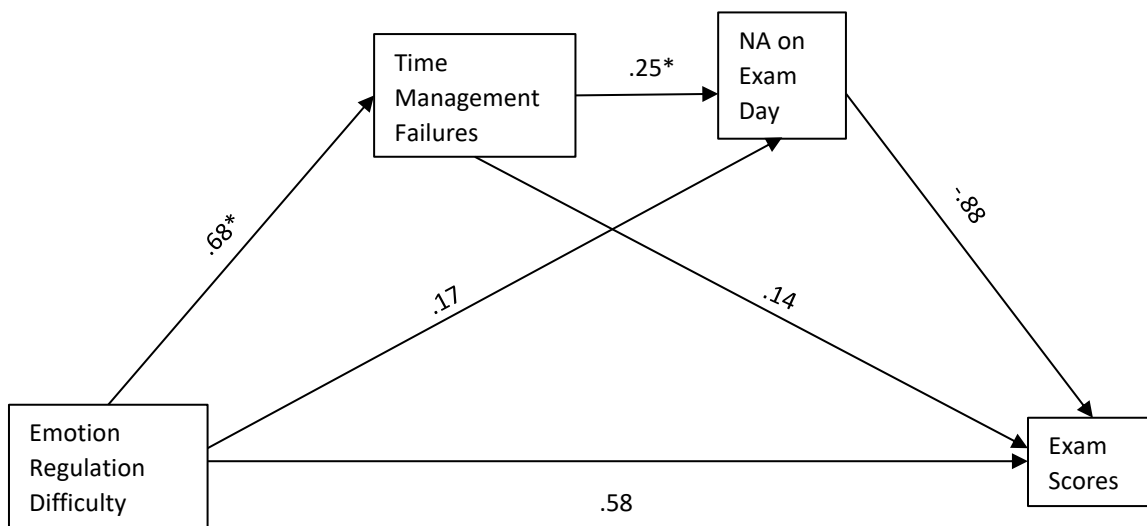 Time
Management
Failures
.25*
NA on
Exam
Day
.68*
.17
.14
-.88
Emotion
Regulation
Difficulty
.58
Exam
Scores